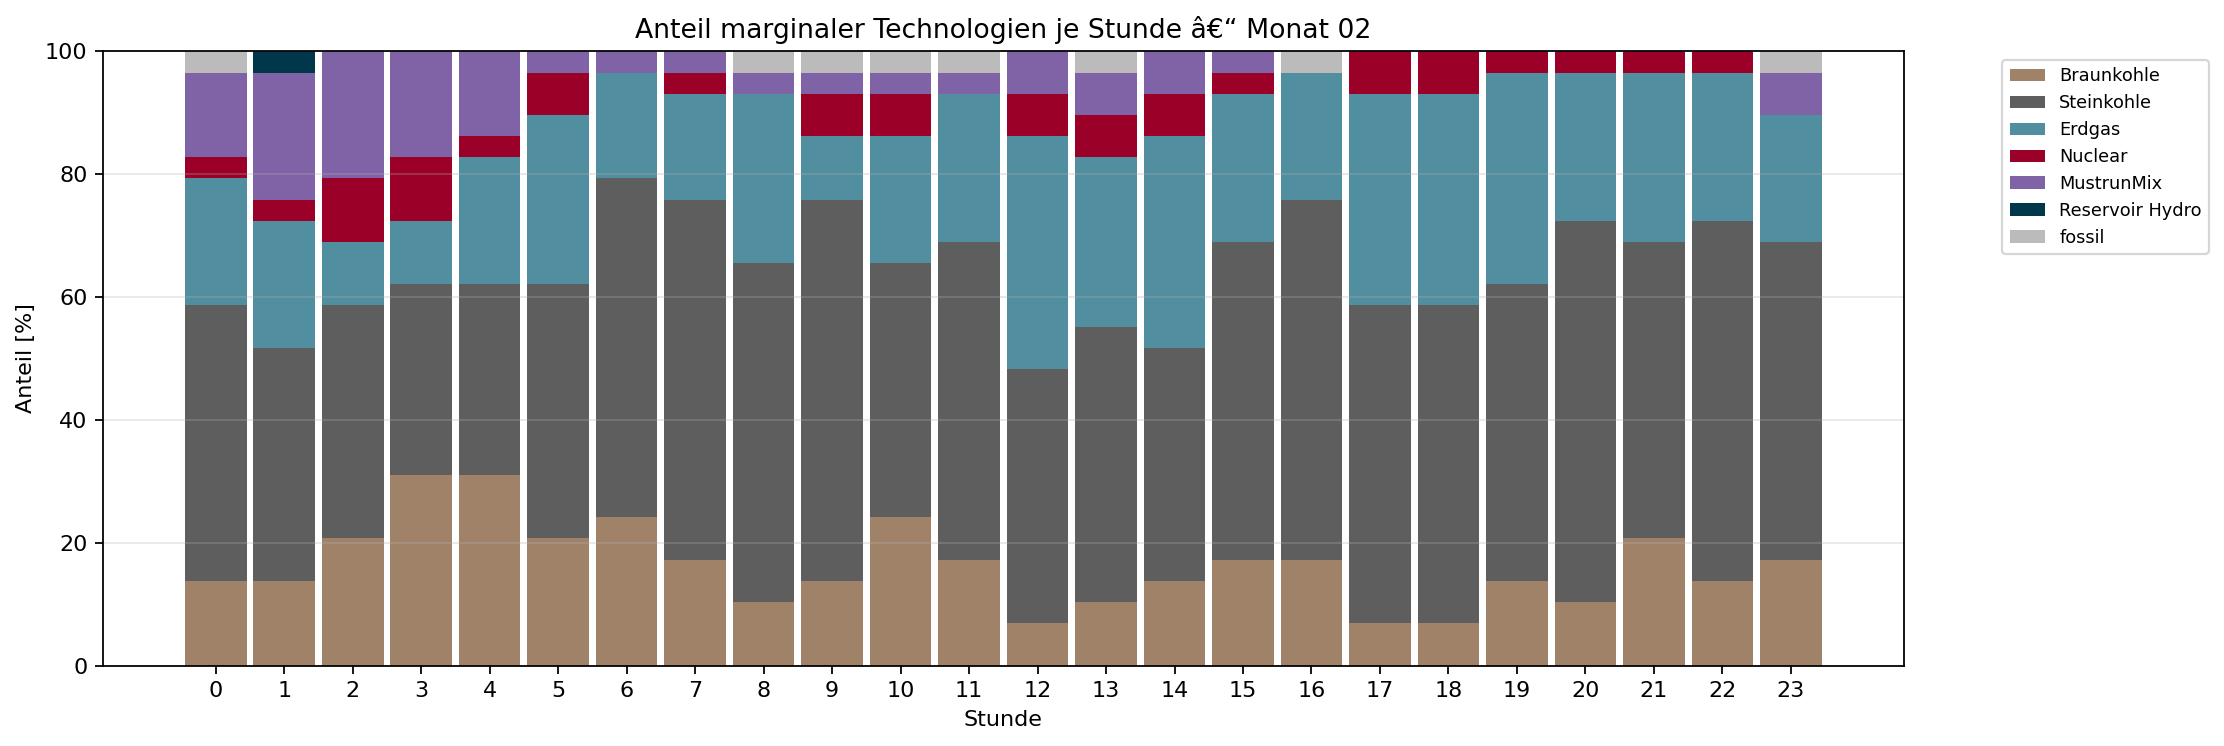 Anteil marginaler Technologien je Stunde â€“ Monat 02
100
80
60
40
20
0
Anteil [%]
0 1 2 3 4 5 6 7 8 9 10 11 12 13 14 15 16 17 18 19 20 21 22 23
Stunde
Braunkohle
Steinkohle
Erdgas
Nuclear
MustrunMix
Reservoir Hydro
fossil